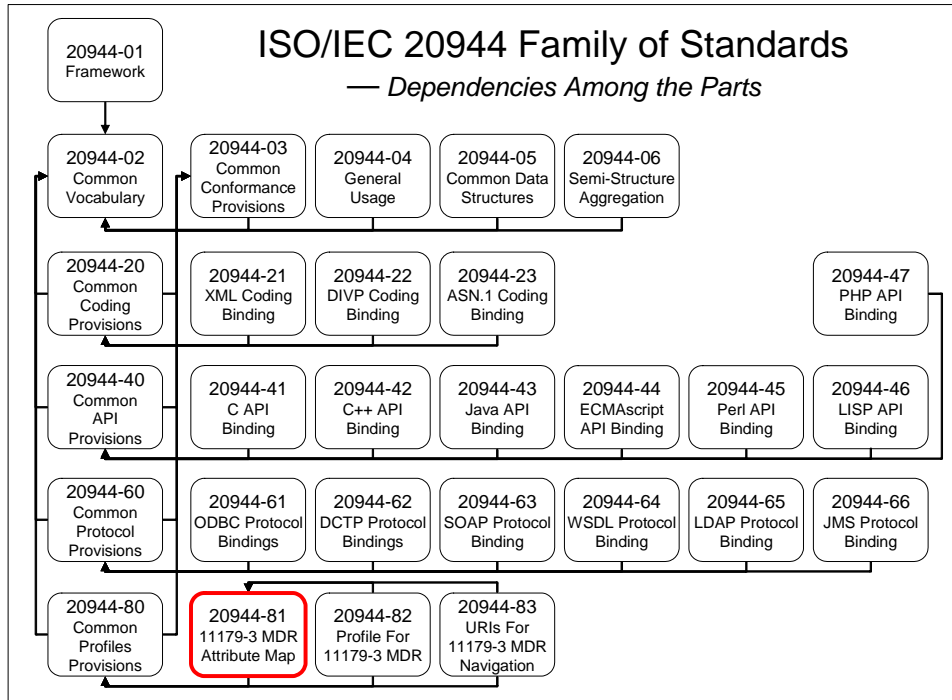 20944-01
Framework
ISO/IEC 20944 Family of Standards
— Dependencies Among the Parts
20944-02
Common
Vocabulary
20944-03
Common
Conformance
Provisions
20944-04
General
Usage
20944-05
Common Data
Structures
20944-06
Semi-Structure
Aggregation
20944-20
Common
Coding
Provisions
20944-21
XML Coding
Binding
20944-22
DIVP Coding
Binding
20944-23
ASN.1 Coding
Binding
20944-47
PHP API
Binding
20944-40
Common
API
Provisions
20944-41
C API
Binding
20944-42
C++ API
Binding
20944-43
Java API
Binding
20944-44
ECMAscript
API Binding
20944-45
Perl API
Binding
20944-46
LISP API
Binding
20944-60
Common
Protocol
Provisions
20944-61
ODBC Protocol
Bindings
20944-62
DCTP Protocol
Bindings
20944-63
SOAP Protocol
Binding
20944-64
WSDL Protocol
Binding
20944-65
LDAP Protocol
Binding
20944-66
JMS Protocol
Binding
20944-80
Common
Profiles
Provisions
20944-81
11179-3 MDR
Attribute Map
20944-82
Profile For
11179-3 MDR
20944-83
URIs For
11179-3 MDR
Navigation